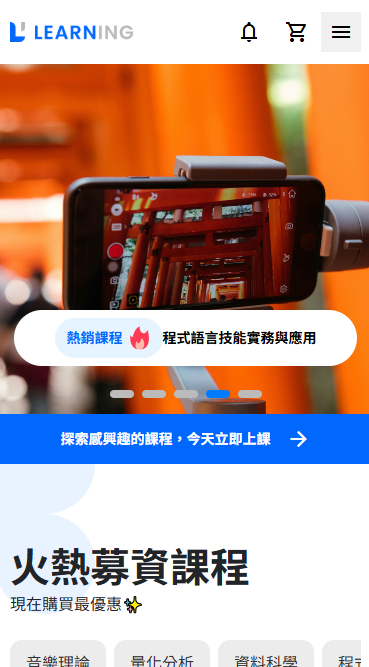 LEARNING
熱銷課程 程式語言技能實務與應用
探索感興趣的課程，今天立即上課
火熱募資課程
現在購買最優惠
音樂理論 量化分析 資料科學 程式